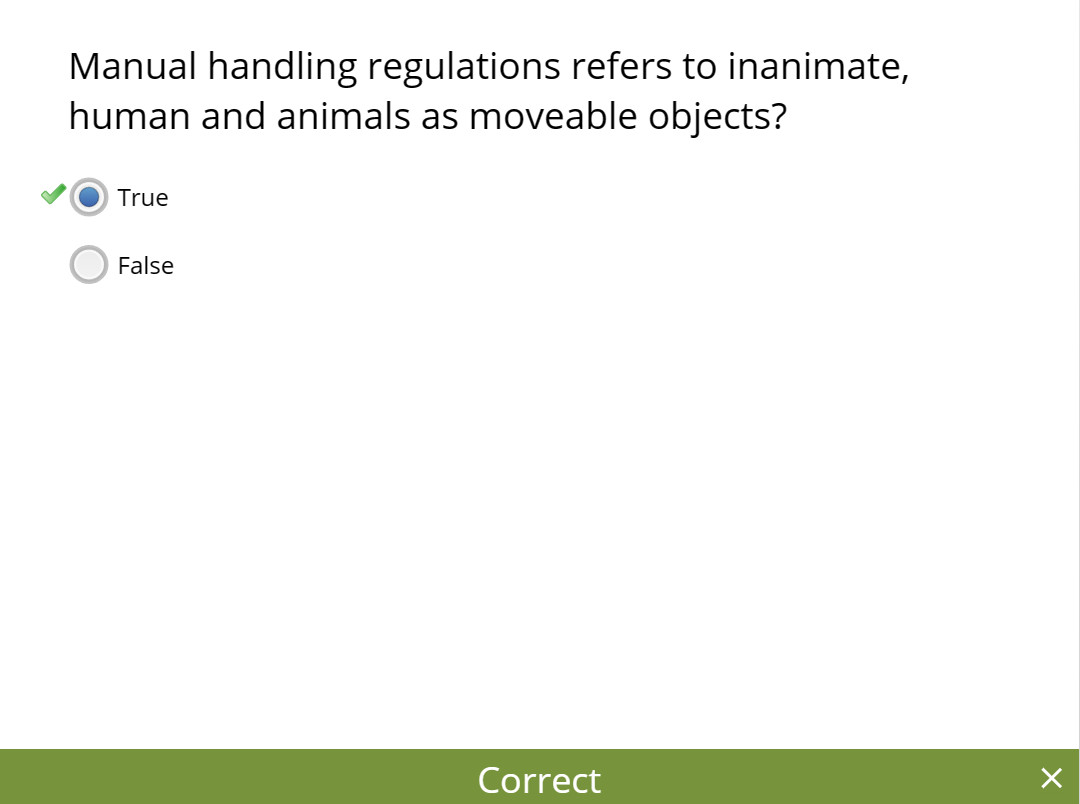 Manual handling regulations refers to inanimate,
human and animals as moveable objects?
True
False
Correct